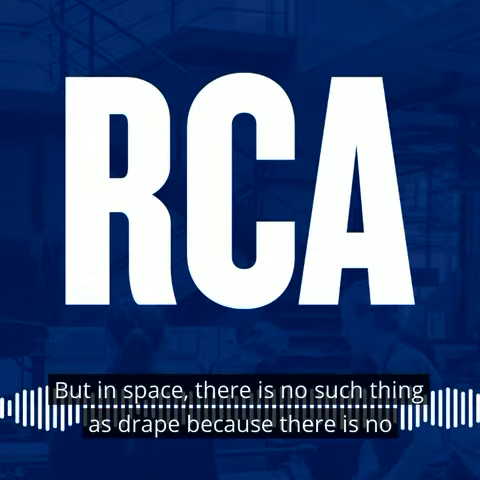 RCA
But in space, there is no such thing
as drape because there is no